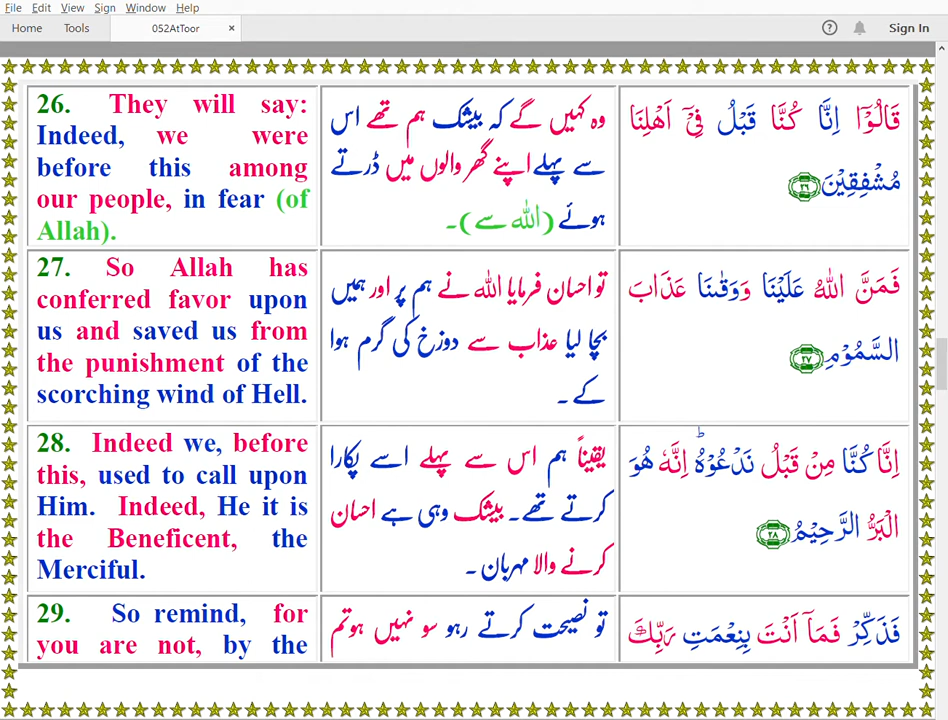 File Edit View Sign Window Help
Home Tools 052AtToor × Sign In
26. They will say:
Indeed, we were
before this among
our people, in fear (of
Allah).
وہ کہیں گے کہ بیشک ہم تھے اس
سے پہلے اپنے گھر والوں میں ڈرتے
ہوئے (اللہ سے)۔
قَالُوْۤا اِنَّا كُنَّا قَبْلُ فِیْۤ اَهْلِنَا
مُشْفِقِیْنَ ٢٦
27. So Allah has
conferred favor upon
us and saved us from
the punishment of the
scorching wind of Hell.
تو احسان فرمایا اللہ نے ہم پر اور ہمیں
بچا لیا عذاب سے دوزخ کی گرم ہوا
کے ۔
فَمَنَّ اللّٰهُ عَلَیْنَا وَوَقٰىنَا عَذَابَ
السَّمُوْمِ ٢٧
28. Indeed we, before
this, used to call upon
Him. Indeed, He it is
the Beneficent, the
Merciful.
یقیناً ہم اس سے پہلے اسے پکارا
کرتے تھے۔ بیشک وہی ہے احسان
کرنے والا مہربان ۔
اِنَّا كُنَّا مِنْ قَبْلُ نَدْعُوْهُ اِنَّهٗ هُوَ
الْبَرُّ الرَّحِیْمُ ٢٨
29. So remind, for
you are not, by the
تو نصیحت کرتے رہو سو نہیں ہو تم
فَذَكِّرْ فَمَاۤ اَنْتَ بِنِعْمَتِ رَبِّكَ